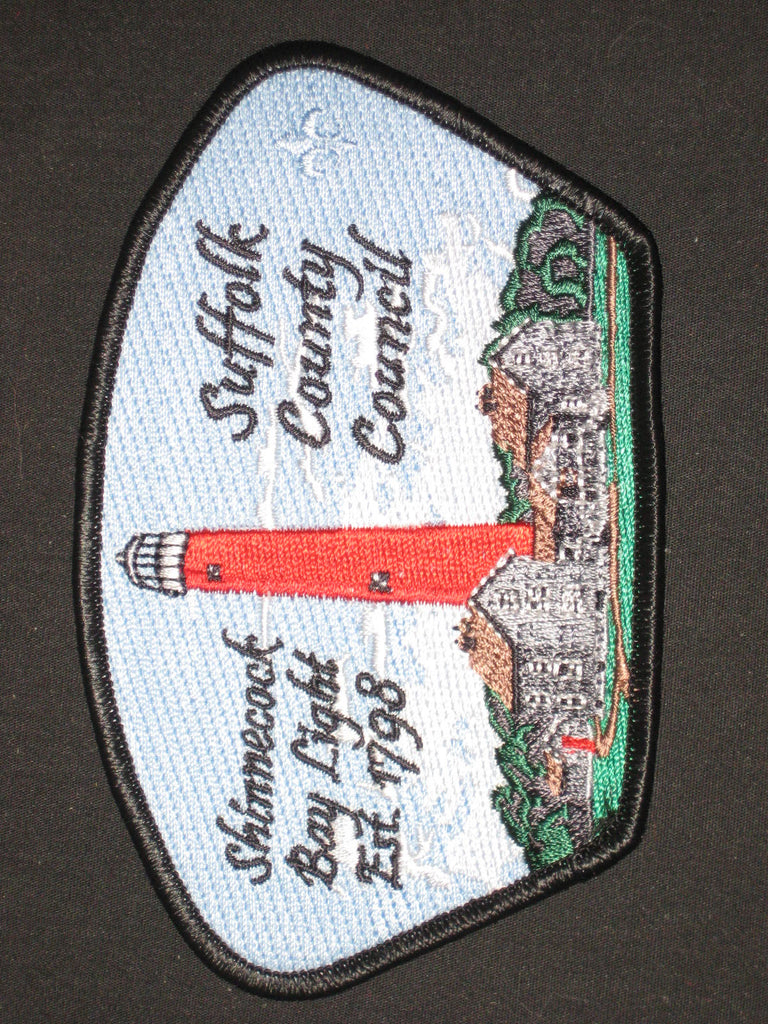 Shinnecock
Bay Light
Est. 1798
Suffolk
County
Council